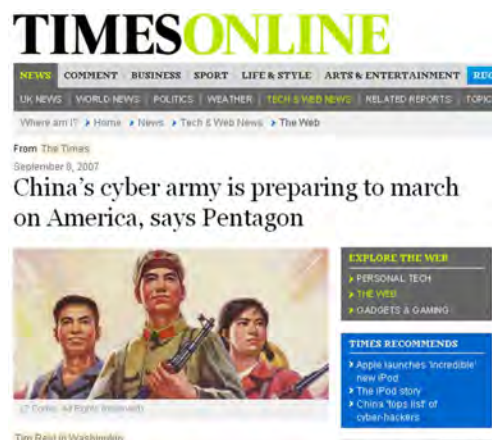 TIMESONLINE
NEWS COMMENT BUSINESS SPORT LIFE & STYLE ARTS & ENTERTAINMENT
UK NEWS WORLD NEWS POLITICS WEATHER TECH & WEB NEWS RELATED REPORTS
Where am I? Home News Tech & Web News The Web
From The Times
September 8, 2007
China's cyber army is preparing to march
on America, says Pentagon
EXPLORE THE WEB
PERSONAL TECH
THE WEB
GADGETS & GAMING
TIMES RECOMMENDS
Apple launches 'incredible'
new iPod
The iPod story
China 'tops list' of
cyber-hackers
All Rights Reserved
Tim Reid in Washington